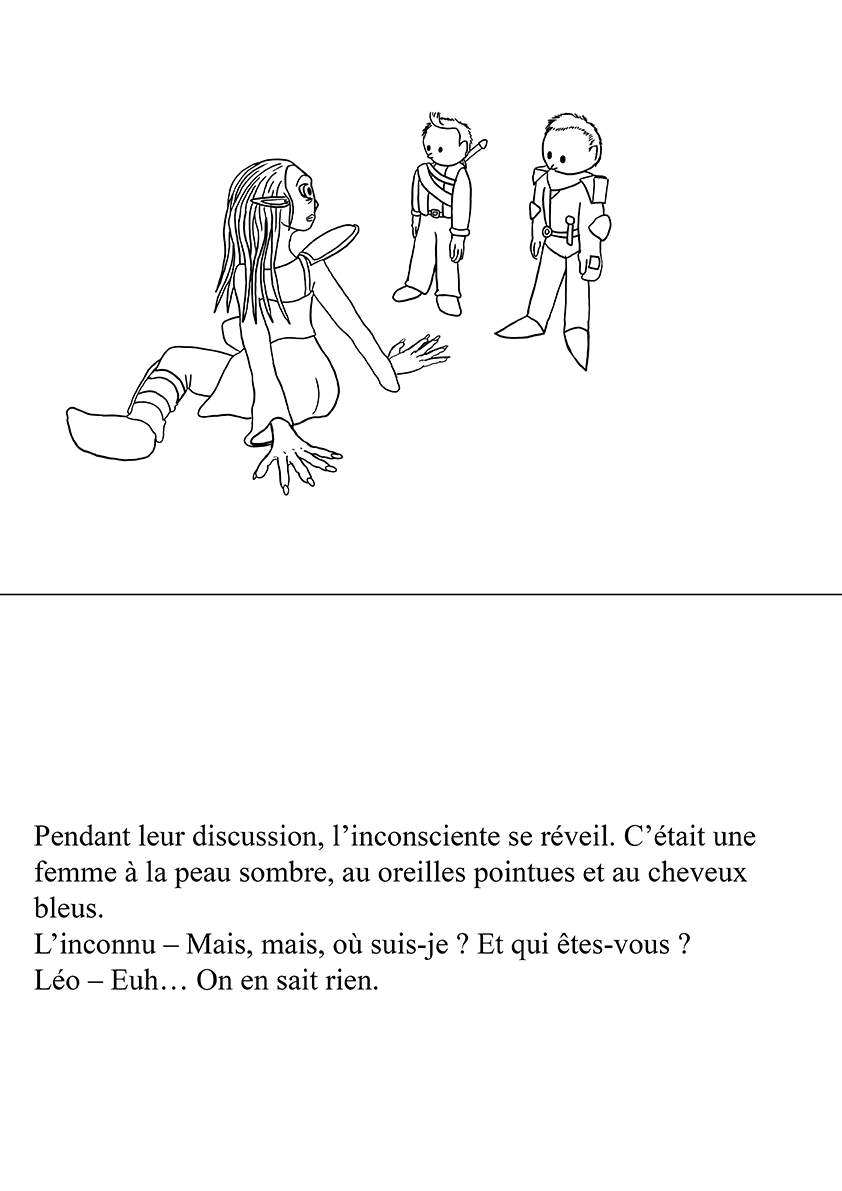 Pendant leur discussion, l’inconsciente se réveil. C’était une
femme à la peau sombre, au oreilles pointues et au cheveux
bleus.
L’inconnu – Mais, mais, où suis-je ? Et qui êtes-vous ?
Léo – Euh… On en sait rien.